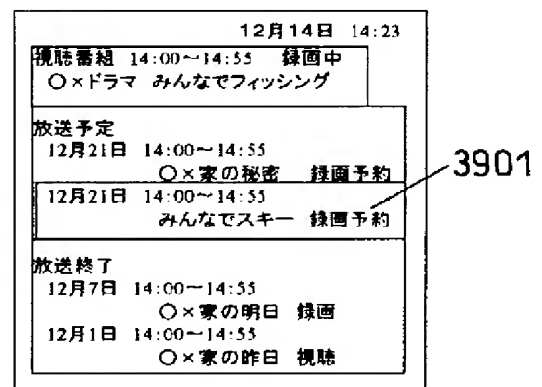 12月14日 14:23
視聴番組 14:00〜14:55 録画中
○×ドラマ みんなでフィッシング
放送予定
12月21日 14:00〜14:55
○×家の秘密 録画予約
12月21日 14:00〜14:55
みんなでスキー 録画予約
3901
放送終了
12月7日 14:00〜14:55
○×家の明日 録画
12月1日 14:00〜14:55
○×家の昨日 視聴